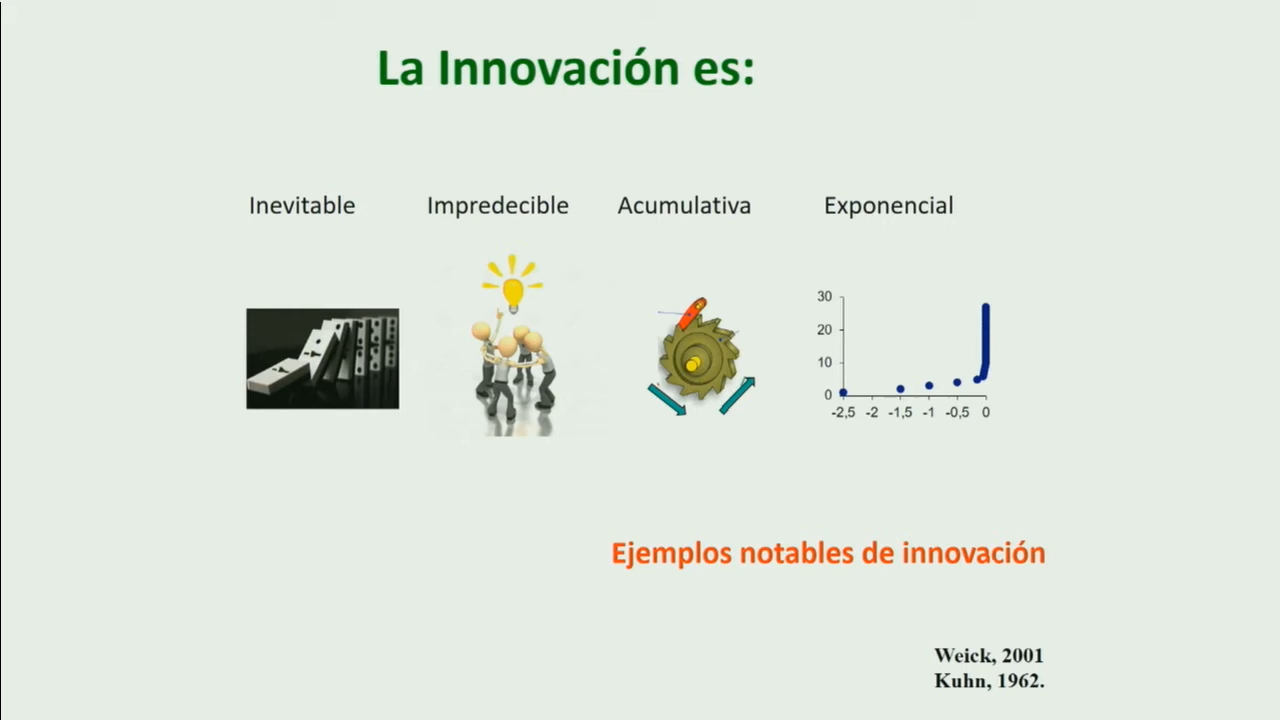 La Innovación es:
Inevitable
Impredecible
Acumulativa
Exponencial
30
20
10
0
-2,5 -2 -1,5 -1 -0,5 0
Ejemplos notables de innovación
Weick, 2001
Kuhn, 1962.